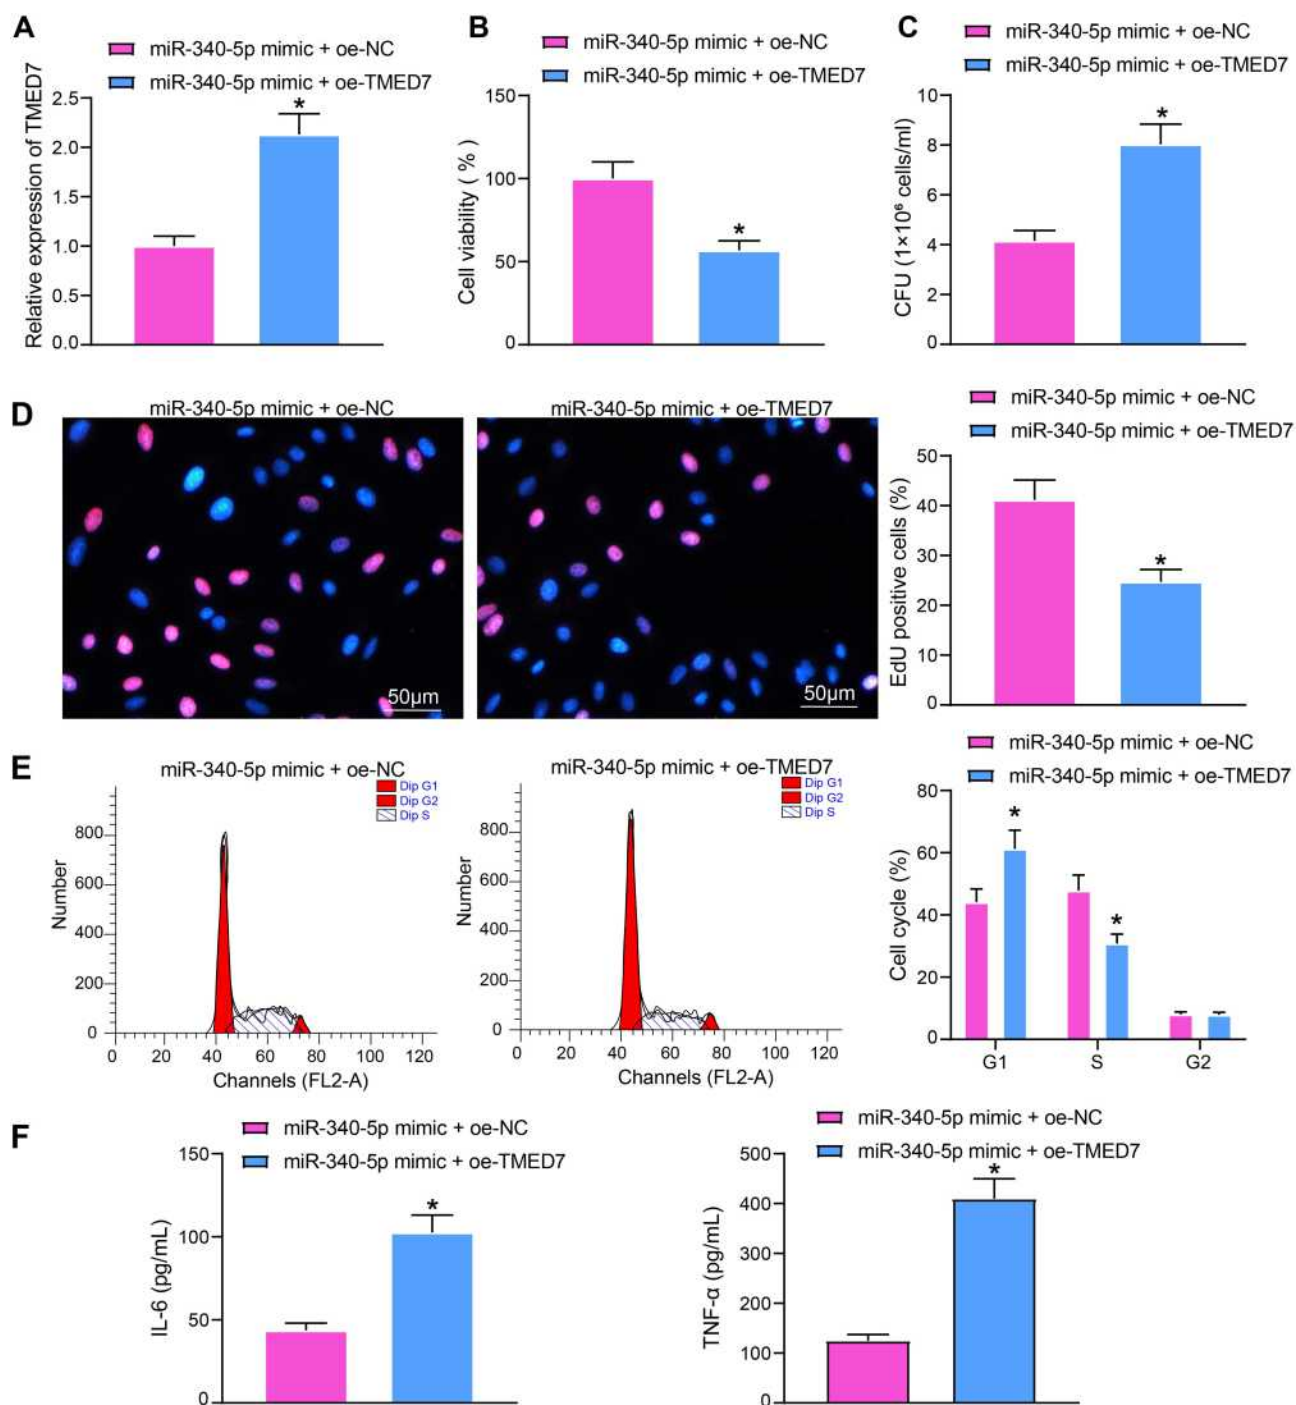 A
miR-340-5p mimic + oe-NC
miR-340-5p mimic + oe-TMED7
Relative expression of TMED7
2.5
2.0
1.5
1.0
0.5
0.0
*
B
miR-340-5p mimic + oe-NC
miR-340-5p mimic + oe-TMED7
Cell viability ( % )
150
100
50
0
*
C
miR-340-5p mimic + oe-NC
miR-340-5p mimic + oe-TMED7
CFU (1×10⁶ cells/ml)
10
8
6
4
2
0
*
D
miR-340-5p mimic + oe-NC
50μm
miR-340-5p mimic + oe-TMED7
50μm
miR-340-5p mimic + oe-NC
miR-340-5p mimic + oe-TMED7
EdU positive cells (%)
50
40
30
20
10
0
*
E
miR-340-5p mimic + oe-NC
Dip G1
Dip G2
Dip S
Number
800
600
400
200
0
0 20 40 60 80 100 120
Channels (FL2-A)
miR-340-5p mimic + oe-TMED7
Dip G1
Dip G2
Dip S
Number
800
600
400
200
0
0 20 40 60 80 100 120
Channels (FL2-A)
miR-340-5p mimic + oe-NC
miR-340-5p mimic + oe-TMED7
Cell cycle (%)
80
60
40
20
0
*
*
G1 S G2
F
miR-340-5p mimic + oe-NC
miR-340-5p mimic + oe-TMED7
IL-6 (pg/mL)
150
100
50
0
*
miR-340-5p mimic + oe-NC
miR-340-5p mimic + oe-TMED7
TNF-α (pg/mL)
500
400
300
200
100
0
*